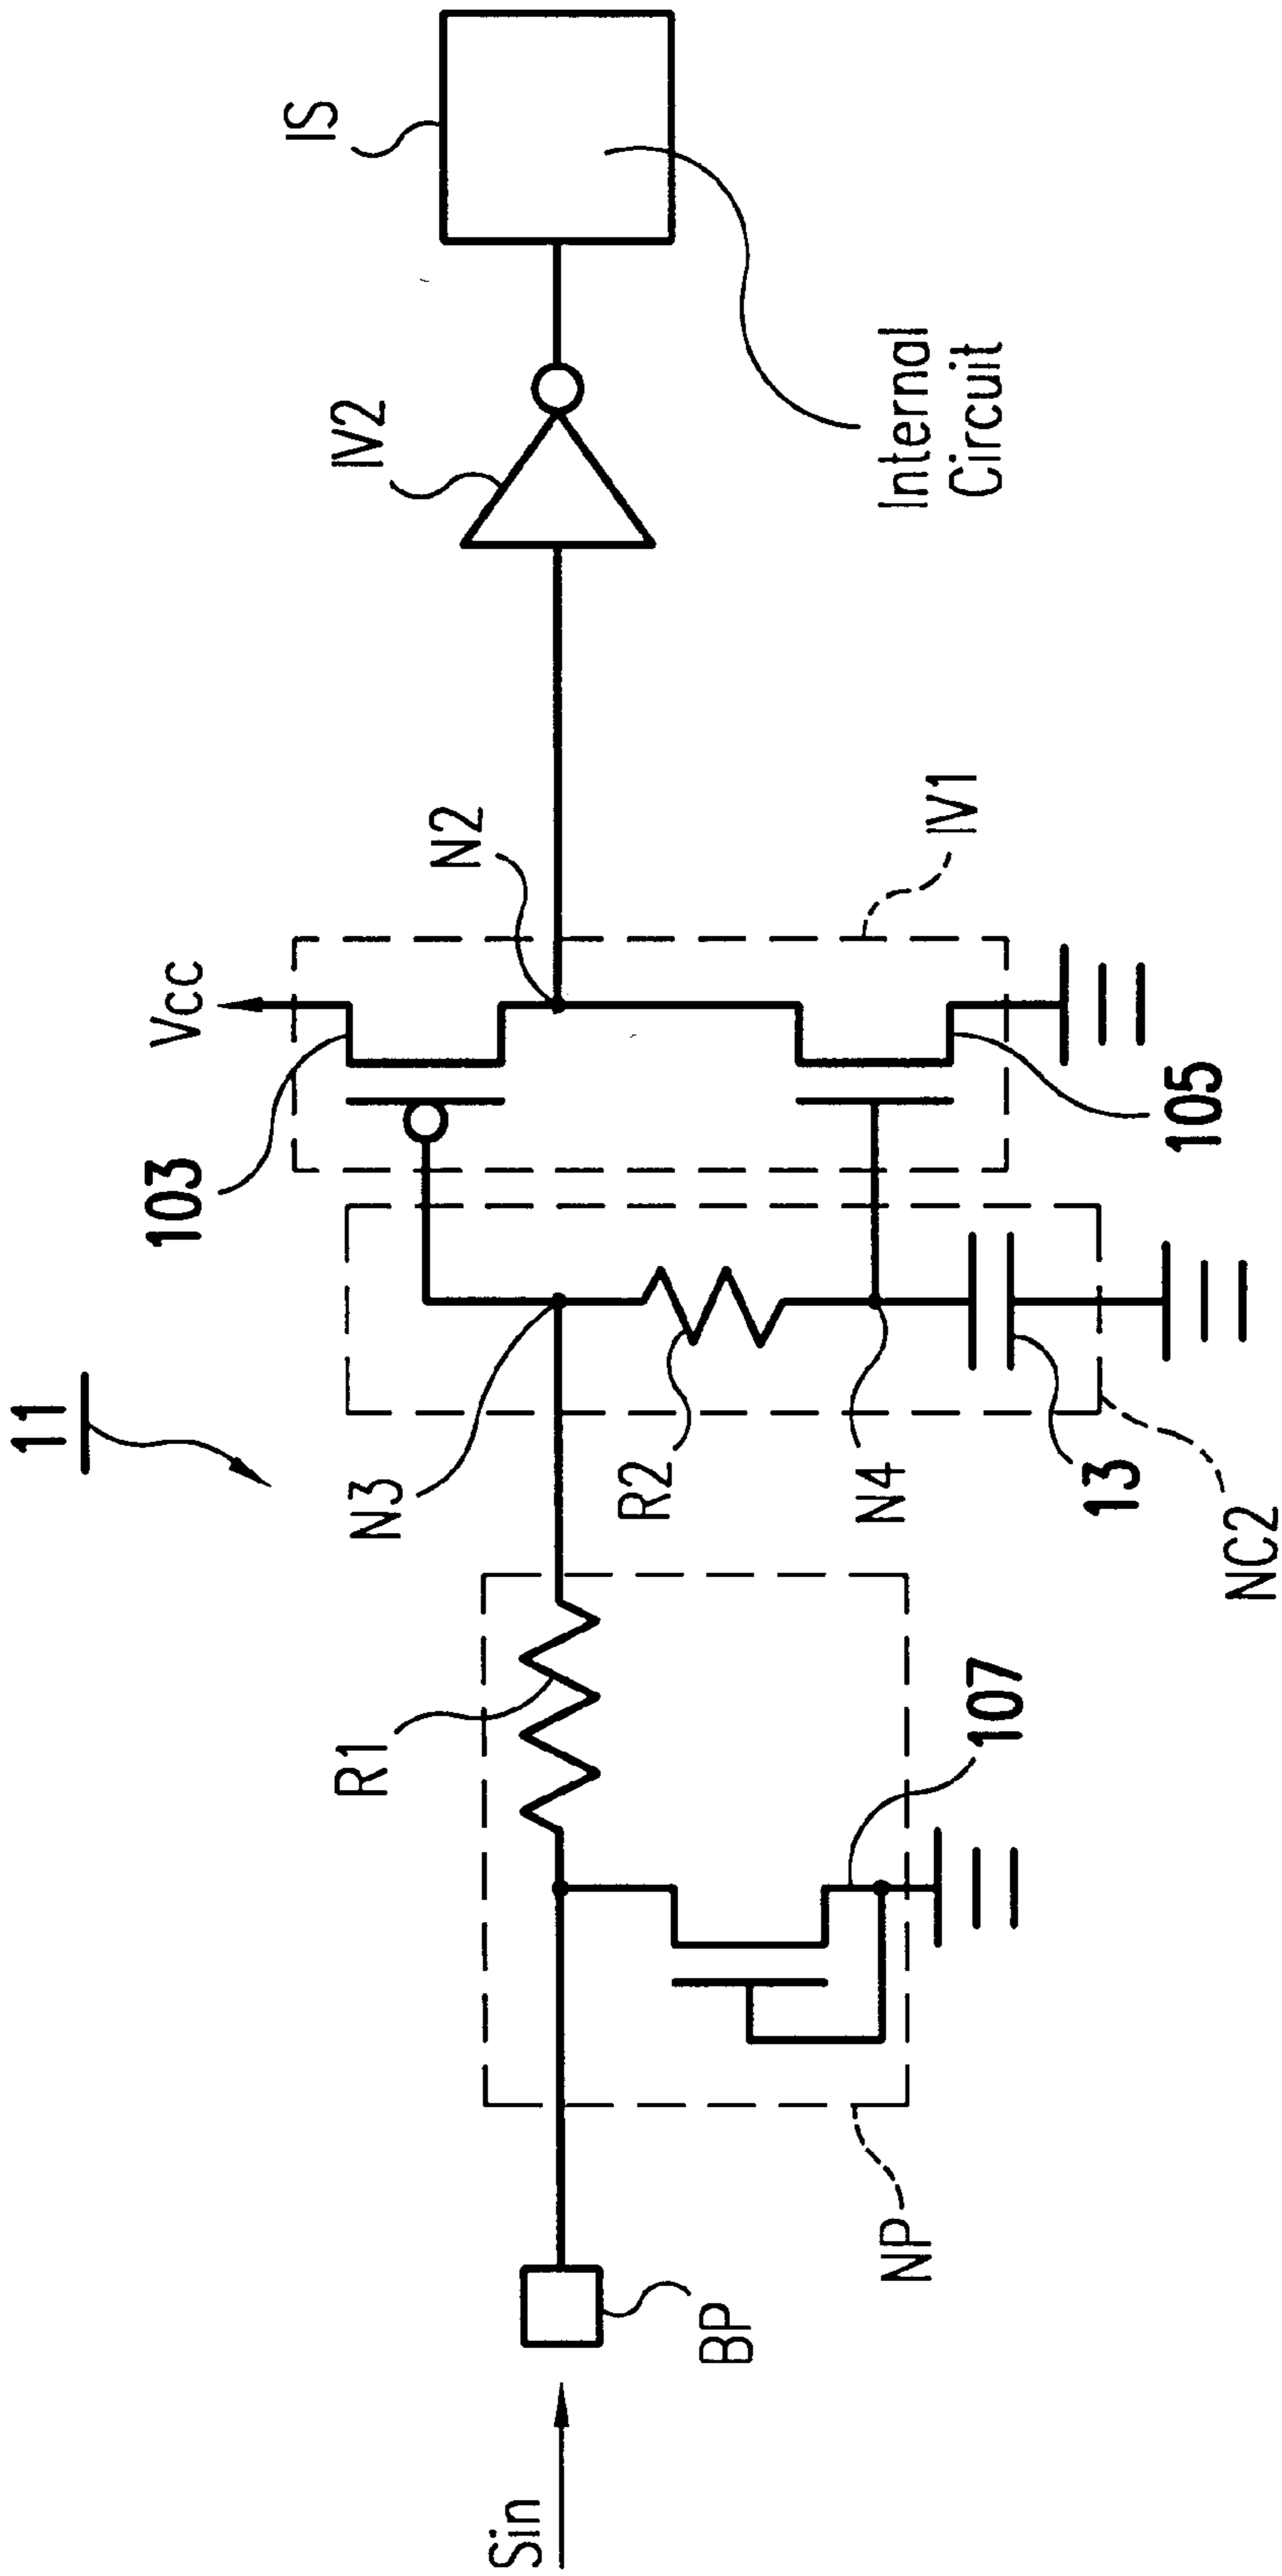 11
Sin
BP
NP
107
R1
N3
R2
N4
13
NC2
103
Vcc
105
N2
IV1
IV2
IS
Internal
Circuit